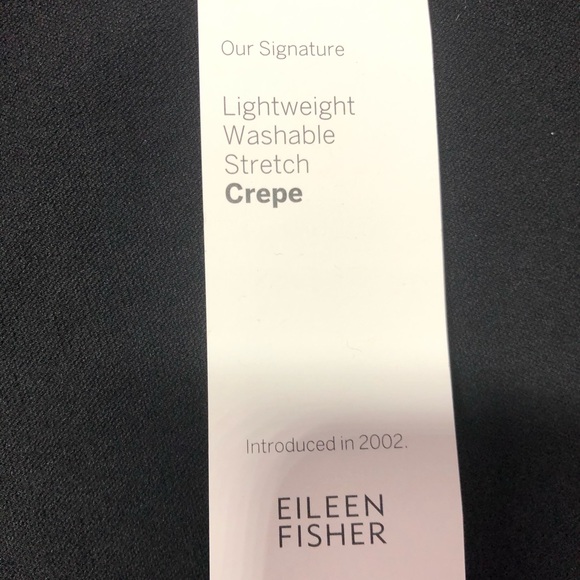 Our Signature
Lightweight
Washable
Stretch
Crepe
Introduced in 2002.
EILEEN
FISHER